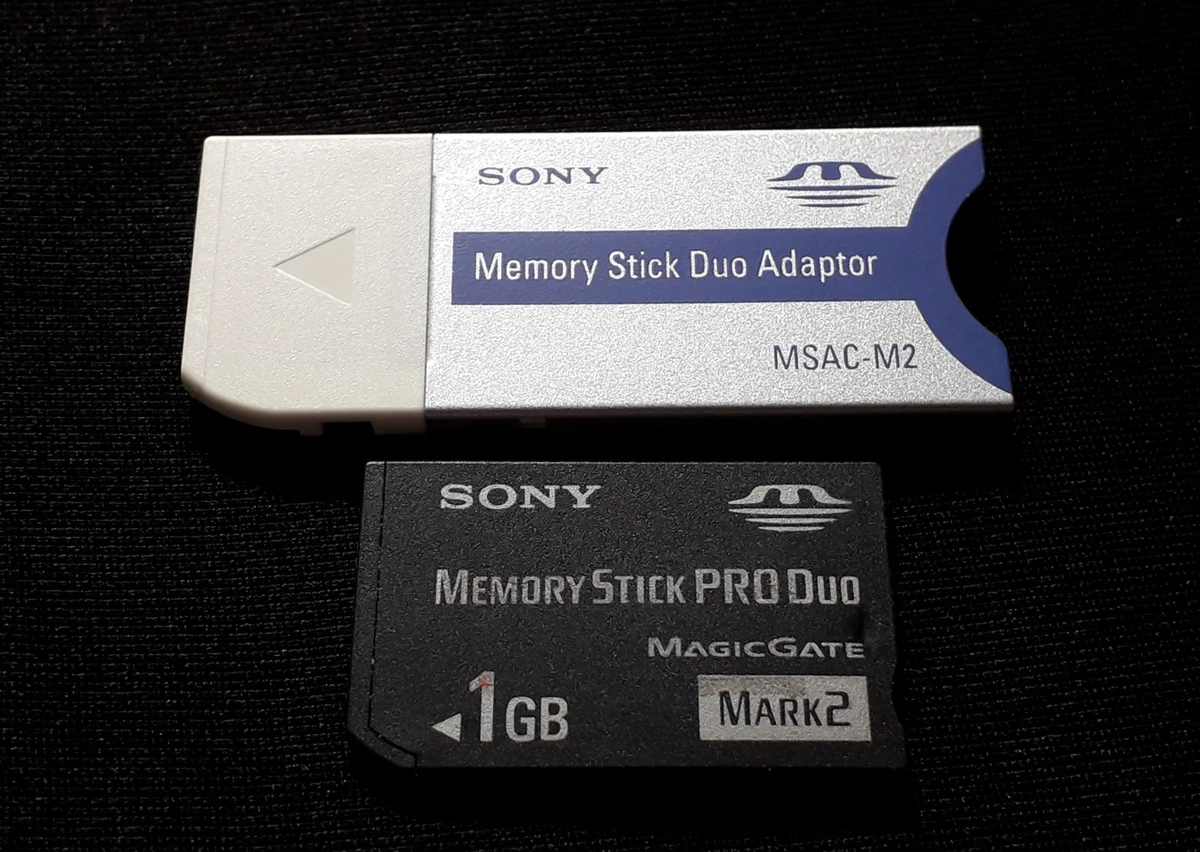 SONY
Memory Stick Duo Adaptor
MSAC-M2
SONY
MEMORY STICK PRO DUO
MAGICGATE
1GB
MARK2